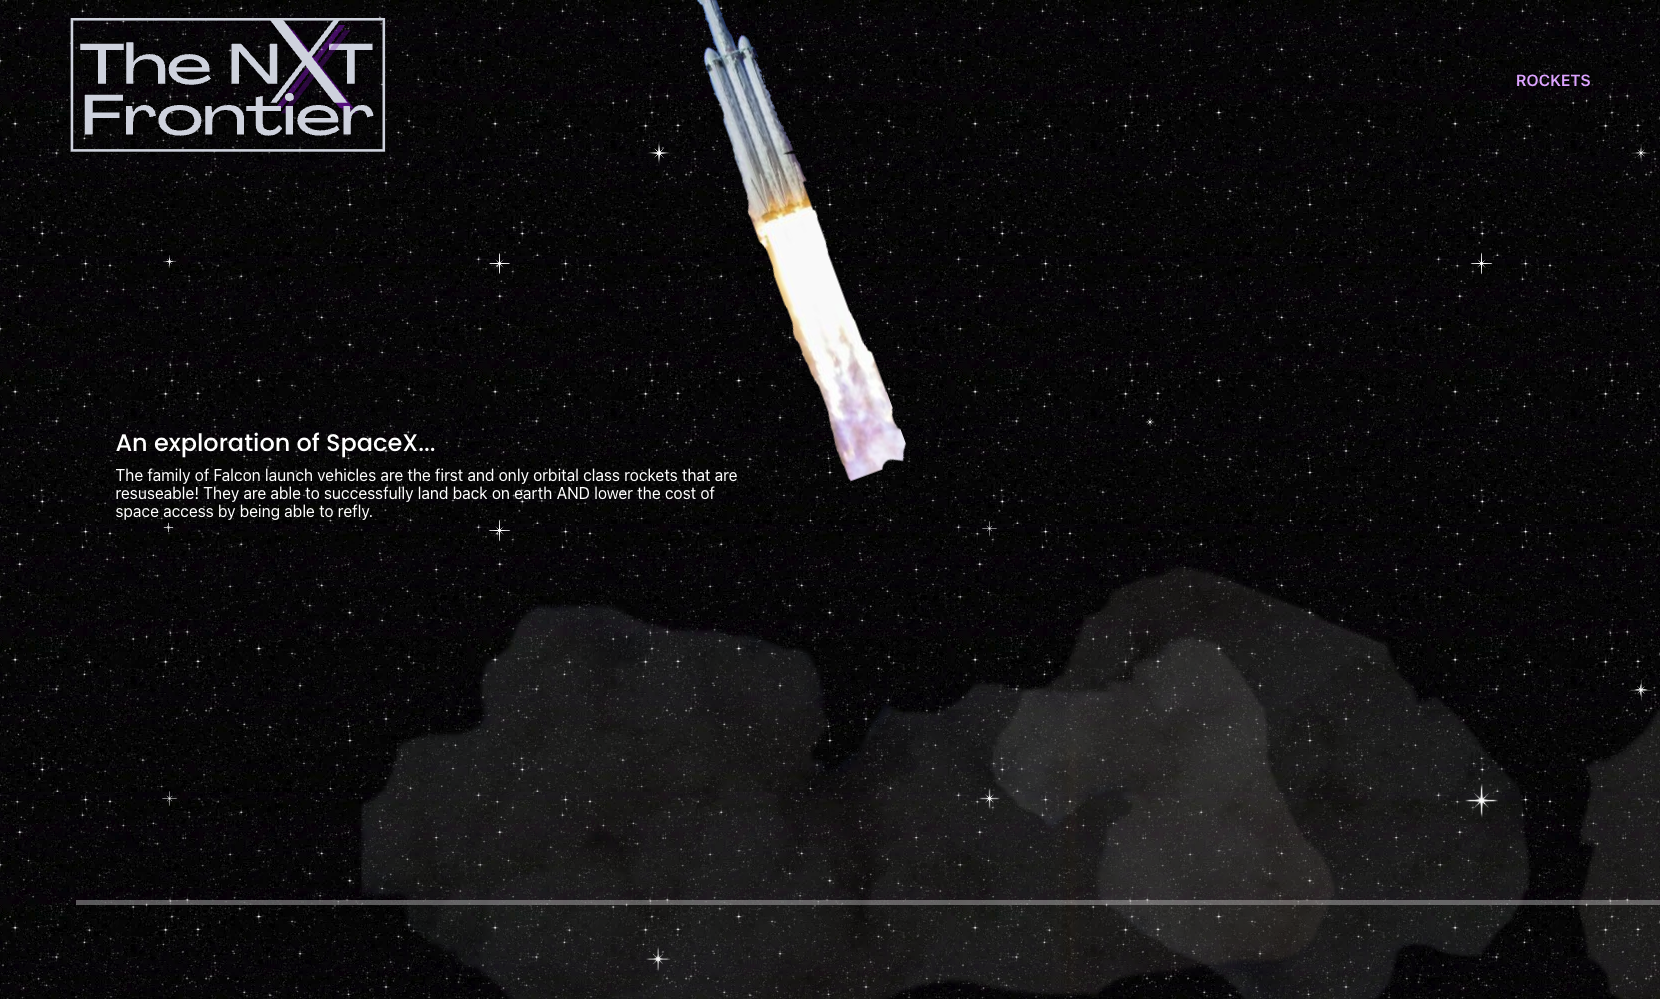 The NXT
Frontier
ROCKETS
An exploration of SpaceX...
The family of Falcon launch vehicles are the first and only orbital class rockets that are
resuseable! They are able to successfully land back on earth AND lower the cost of
space access by being able to refly.